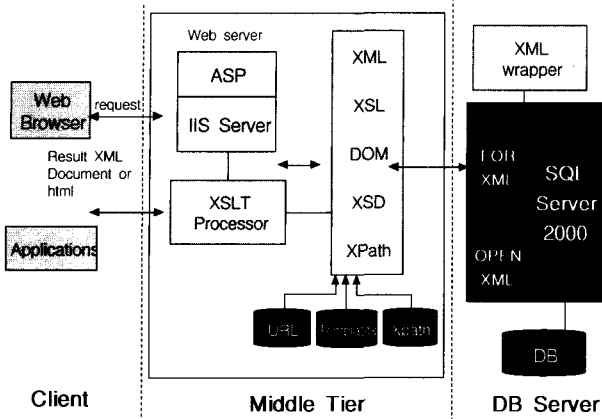 Web server
ASP
IIS Server
Web
Browser
request
Result XML
Document or
html
Applications
XSLT
Processor
XML
XSL
DOM
XSD
XPath
URL
Xpath
XML
wrapper
FOR
XML
SQL
Server
2000
OPEN
XML
DB
Client
Middle Tier
DB Server